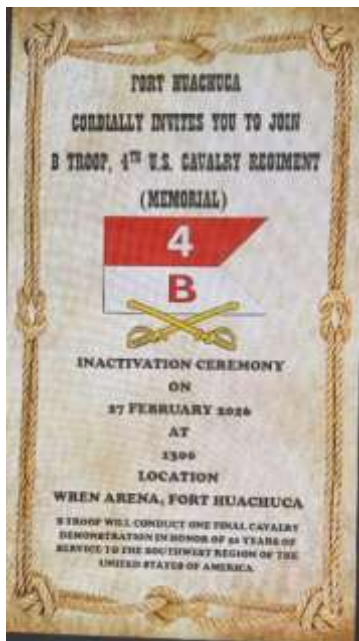 FORT HUACHUCA
CORDIALLY INVITES YOU TO JOIN
B TROOP, 4TH U.S. CAVALRY REGIMENT
(MEMORIAL)
4
B
INACTIVATION CEREMONY
ON
27 FEBRUARY 2026
AT
1300
LOCATION
WREN ARENA, FORT HUACHUCA
B TROOP WILL CONDUCT ONE FINAL CAVALRY
DEMONSTRATION IN HONOR OF YEARS OF
SERVICE TO THE SOUTHWEST REGION OF THE
UNITED STATES OF AMERICA.